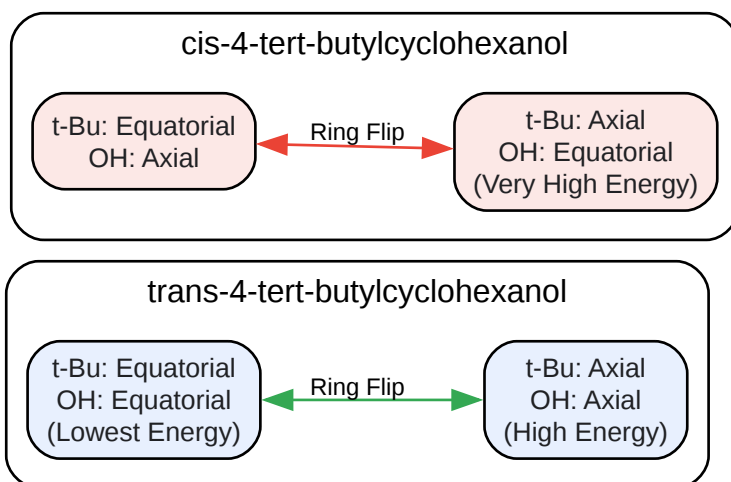 cis-4-tert-butylcyclohexanol
t-Bu: Equatorial
OH: Axial
Ring Flip
t-Bu: Axial
OH: Equatorial
(Very High Energy)
trans-4-tert-butylcyclohexanol
t-Bu: Equatorial
OH: Equatorial
(Lowest Energy)
Ring Flip
t-Bu: Axial
OH: Axial
(High Energy)